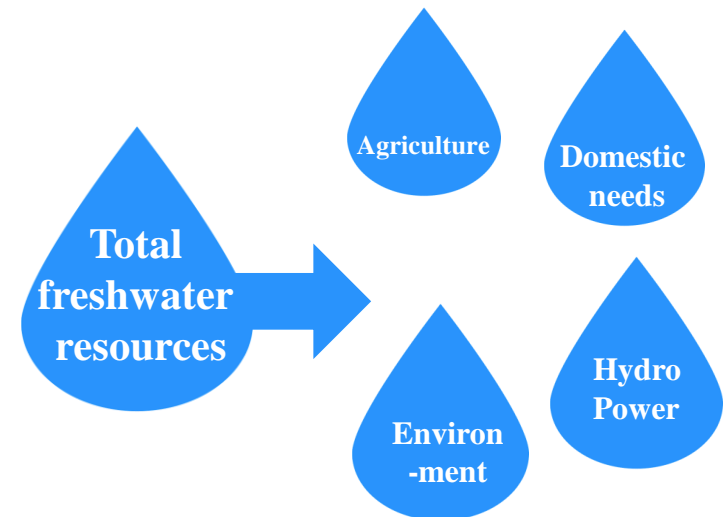 Total
freshwater
resources
Agriculture
Domestic
needs
Environ
-ment
Hydro
Power